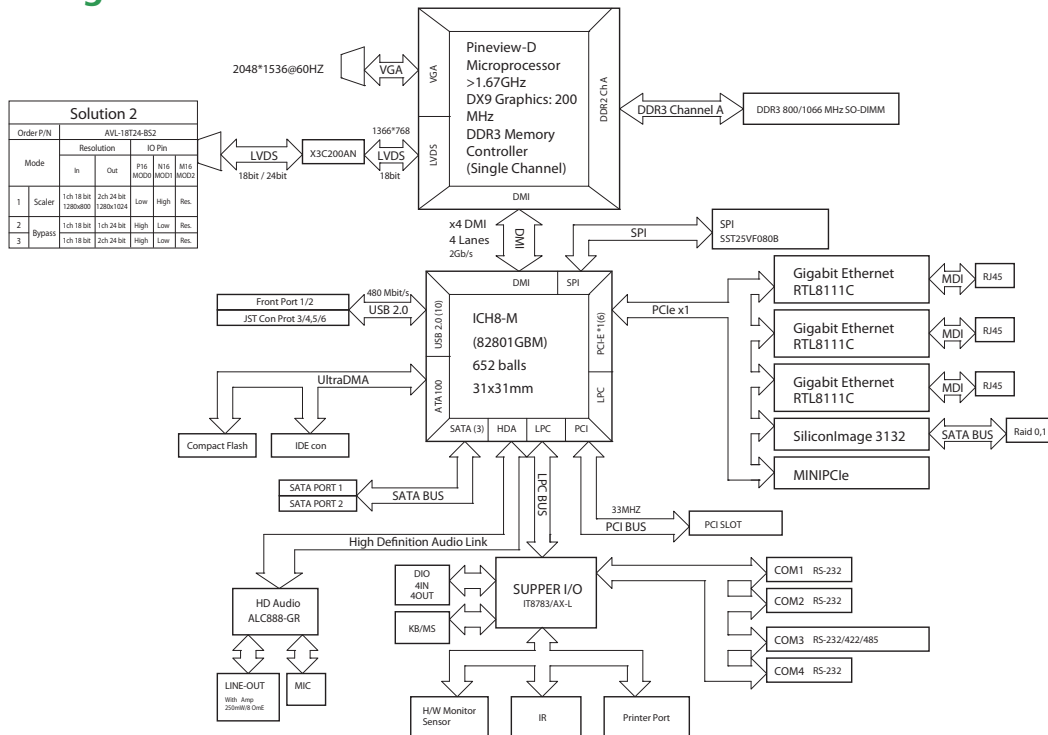 2048*1536@60HZ
VGA
VGA
Pineview-D
Microprocessor
>1.67GHz
DX9 Graphics: 200
MHz
DDR3 Memory
Controller
(Single Channel)
DDR2 Ch A
DDR3 Channel A
DDR3 800/1066 MHz SO-DIMM
Solution 2
Order P/N AVL-18T24-BS2
Mode Resolution IO Pin
In Out P16 MOD0 N16 MOD1 M16 MOD2
1 Scaler 1ch 18 bit 1280x800 2ch 24 bit 1280x1024 Low High Res.
2 Bypass 1ch 18 bit 1ch 24 bit High Low Res.
3 1ch 18 bit 2ch 24 bit High Low Res.
LVDS
18bit / 24bit
X3C200AN
1366*768
LVDS
18bit
LVDS
DMI
x4 DMI
4 Lanes
2Gb/s
DMI
SPI
SPI
SST25VF080B
DMI
SPI
USB 2.0 (10)
ATA100
ICH8-M
(82801GBM)
652 balls
31x31mm
PCI-E *1(6)
LPC
SATA (3)
HDA
LPC
PCI
Front Port 1/2
JST Con Prot 3/4,5/6
480 Mbit/s
USB 2.0
PCIe x1
Gigabit Ethernet
RTL8111C
MDI
RJ45
Gigabit Ethernet
RTL8111C
MDI
RJ45
Gigabit Ethernet
RTL8111C
MDI
RJ45
SiliconImage 3132
SATA BUS
Raid 0,1
MINIPCIe
UltraDMA
Compact Flash
IDE con
SATA PORT 1
SATA PORT 2
SATA BUS
LPC BUS
33MHZ
PCI BUS
PCI SLOT
High Definition Audio Link
HD Audio
ALC888-GR
LINE-OUT
With Amp
250mW/8 OmE
MIC
DIO
4IN
4OUT
KB/MS
SUPPER I/O
IT8783/AX-L
COM1 RS-232
COM2 RS-232
COM3 RS-232/422/485
COM4 RS-232
H/W Monitor
Sensor
IR
Printer Port